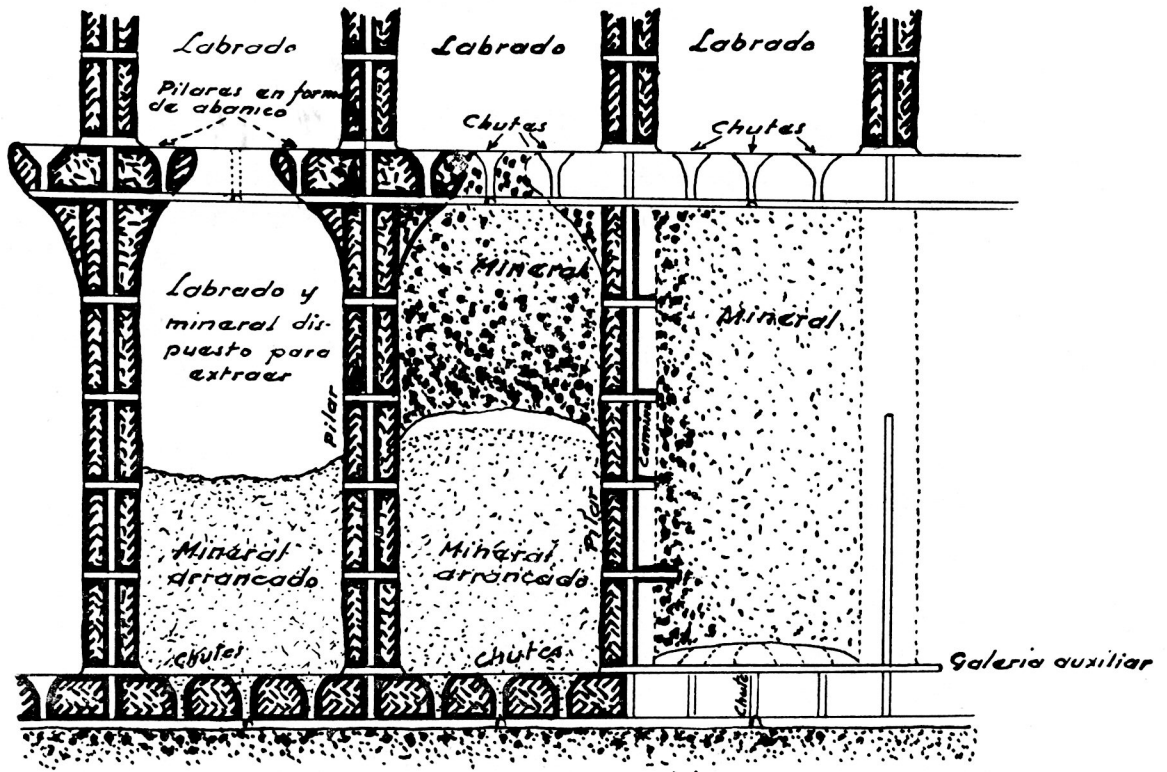 Labrado
Labrado
Labrado
Pilares en forma
de abanico
Chutes
Chutes
Labrado y
mineral dis-
puesto para
extraer
Mineral
Mineral
Pilar
Camino
Pilar
Mineral
arrancado
Mineral
arrancado
Chutes
Chutes
Chute
Galeria auxiliar